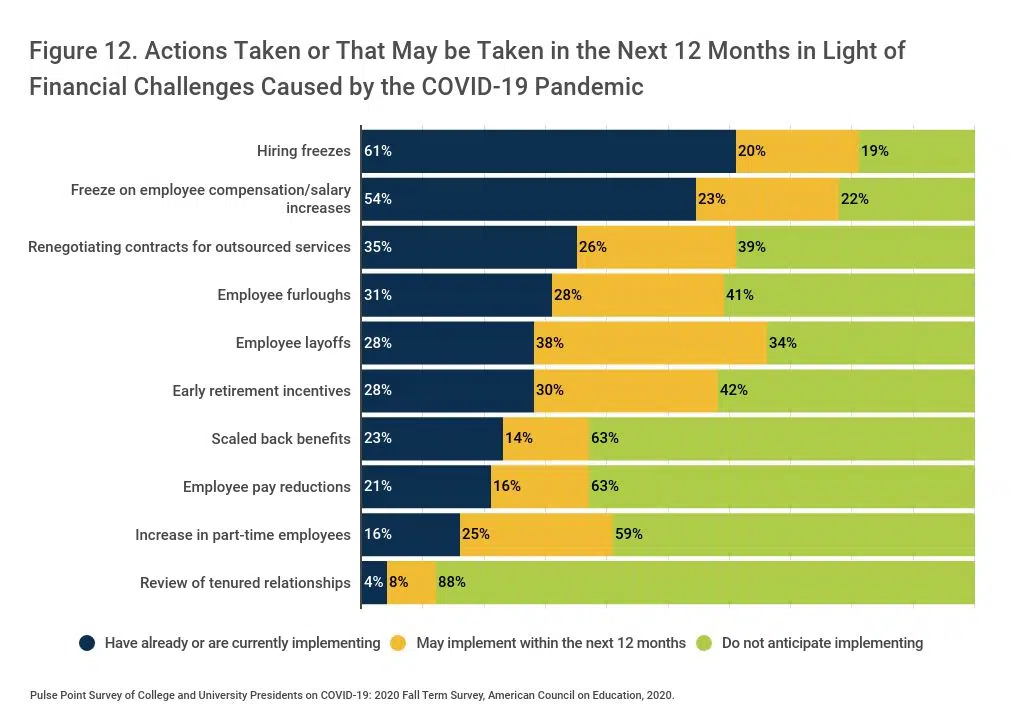 Figure 12. Actions Taken or That May be Taken in the Next 12 Months in Light of
Financial Challenges Caused by the COVID-19 Pandemic
Hiring freezes 61% 20% 19%
Freeze on employee compensation/salary
increases 54% 23% 22%
Renegotiating contracts for outsourced services 35% 26% 39%
Employee furloughs 31% 28% 41%
Employee layoffs 28% 38% 34%
Early retirement incentives 28% 30% 42%
Scaled back benefits 23% 14% 63%
Employee pay reductions 21% 16% 63%
Increase in part-time employees 16% 25% 59%
Review of tenured relationships 4% 8% 88%
Have already or are currently implementing May implement within the next 12 months Do not anticipate implementing
Pulse Point Survey of College and University Presidents on COVID-19: 2020 Fall Term Survey, American Council on Education, 2020.